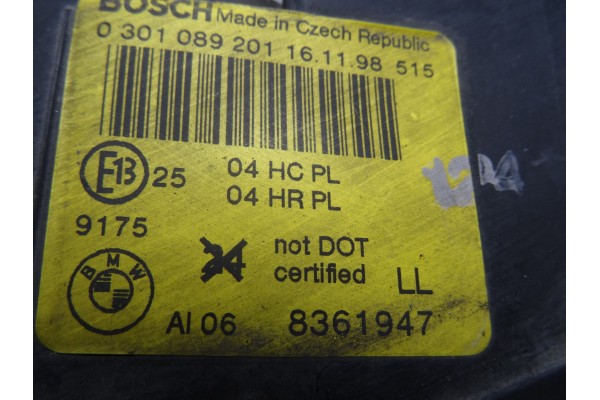 BOSCH Made in Czech Republic
0 301 089 201 16.11.98 515
E13 25
04 HC PL
04 HR PL
9175
BMW
24 not DOT
certified LL
AI 06 8361947